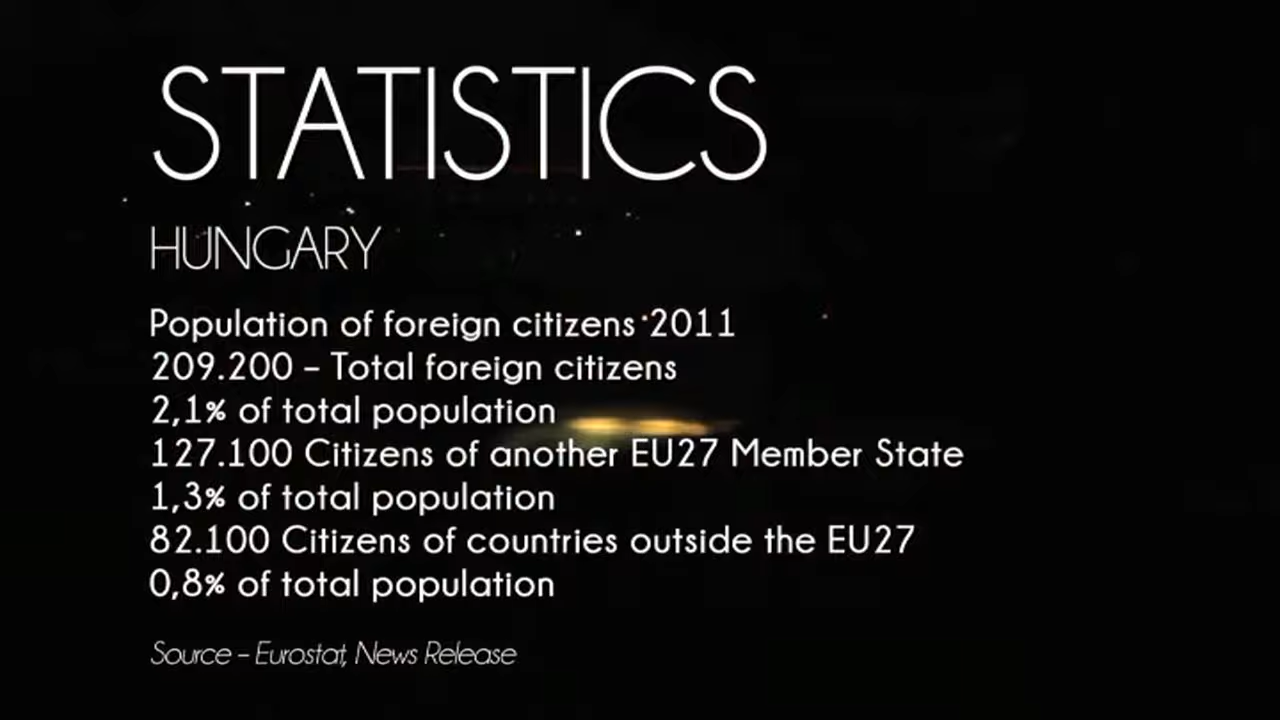 STATISTICS
HUNGARY
Population of foreign citizens 2011
209.200 – Total foreign citizens
2,1% of total population
127.100 Citizens of another EU27 Member State
1,3% of total population
82.100 Citizens of countries outside the EU27
0,8% of total population
Source – Eurostat, News Release